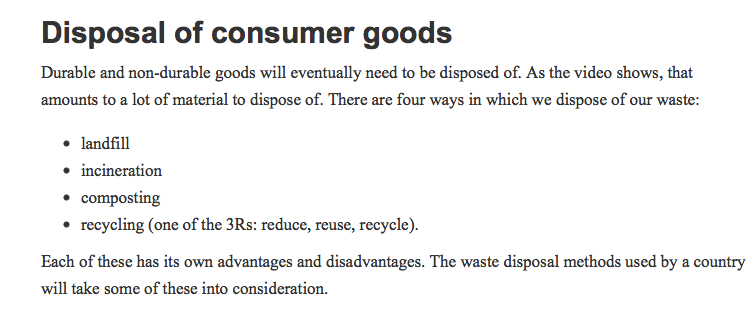 Disposal of consumer goods
Durable and non-durable goods will eventually need to be disposed of. As the video shows, that
amounts to a lot of material to dispose of. There are four ways in which we dispose of our waste:
• landfill
• incineration
• composting
• recycling (one of the 3Rs: reduce, reuse, recycle).
Each of these has its own advantages and disadvantages. The waste disposal methods used by a country
will take some of these into consideration.